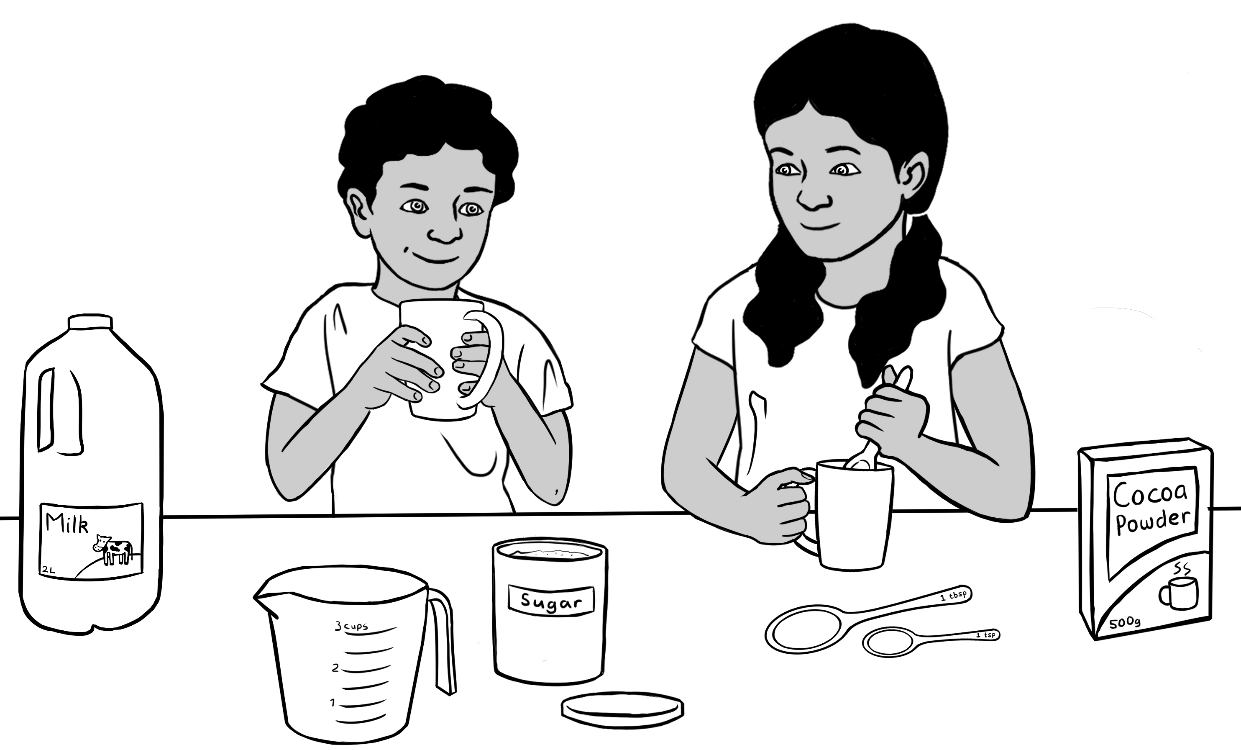 Milk
2L
3 cups
2
1
Sugar
1 tbsp
1 tsp
Cocoa
Powder
500g